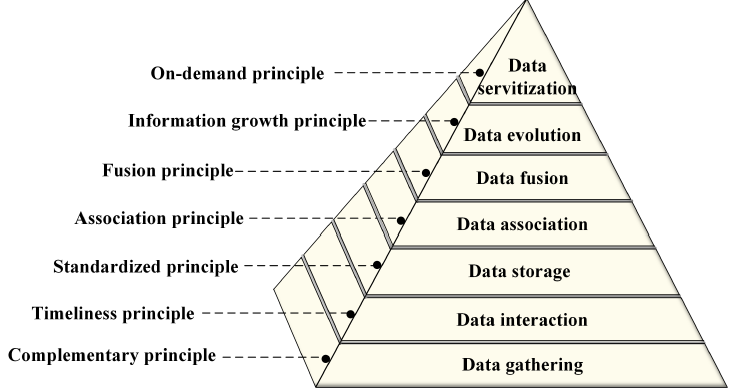 On-demand principle
Data
servitization
Information growth principle
Data evolution
Fusion principle
Data fusion
Association principle
Data association
Standardized principle
Data storage
Timeliness principle
Data interaction
Complementary principle
Data gathering